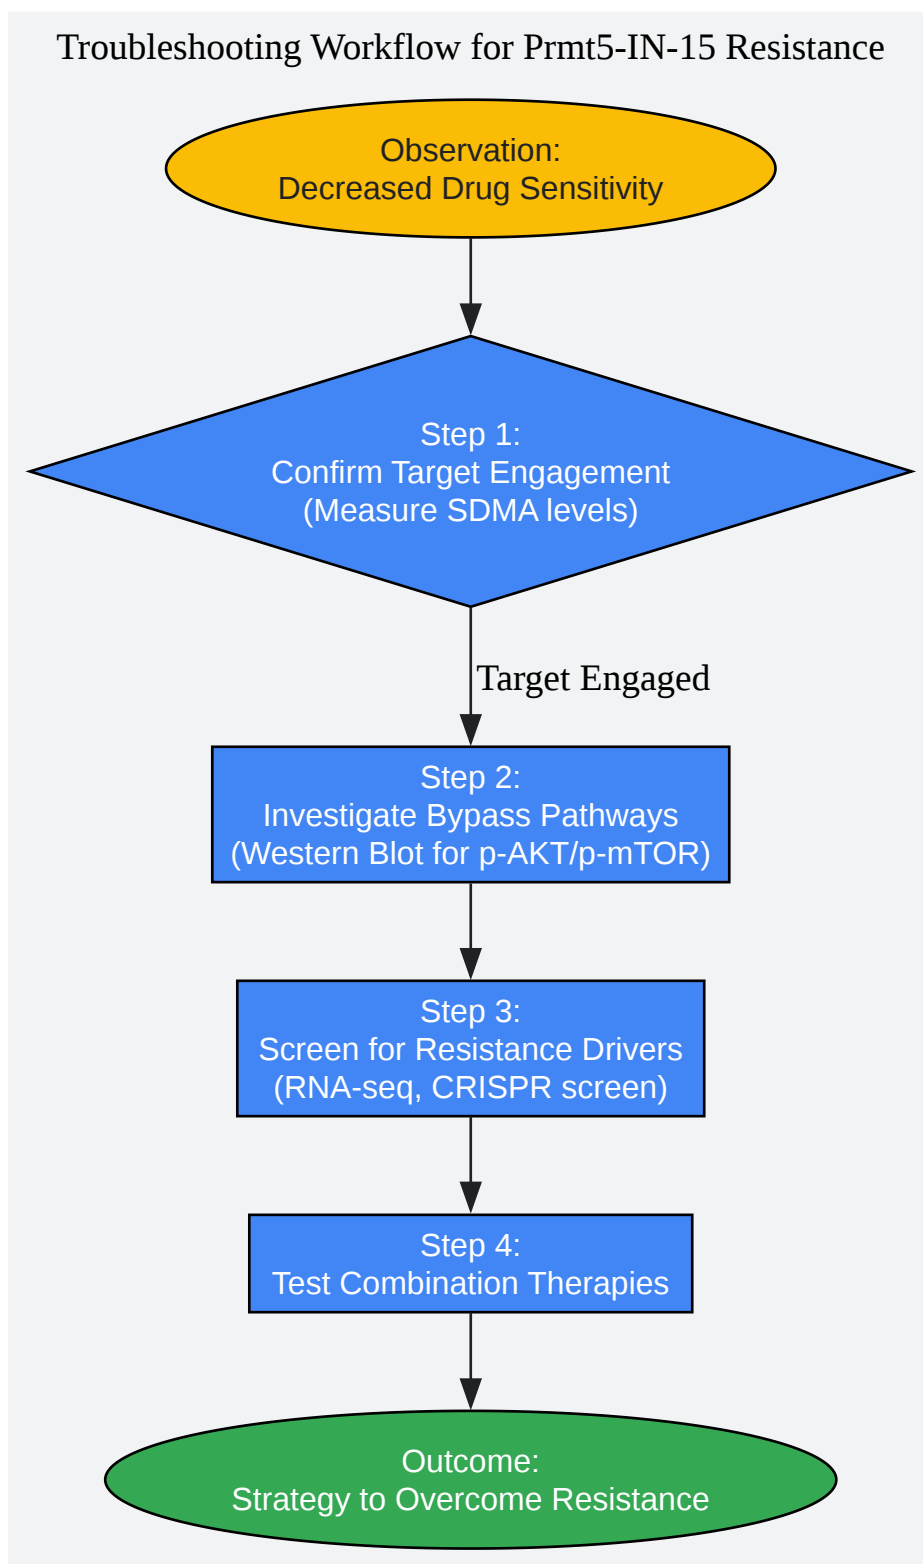 Troubleshooting Workflow for Prmt5-IN-15 Resistance
Observation:
Decreased Drug Sensitivity
Step 1:
Confirm Target Engagement
(Measure SDMA levels)
Target Engaged
Step 2:
Investigate Bypass Pathways
(Western Blot for p-AKT/p-mTOR)
Step 3:
Screen for Resistance Drivers
(RNA-seq, CRISPR screen)
Step 4:
Test Combination Therapies
Outcome:
Strategy to Overcome Resistance